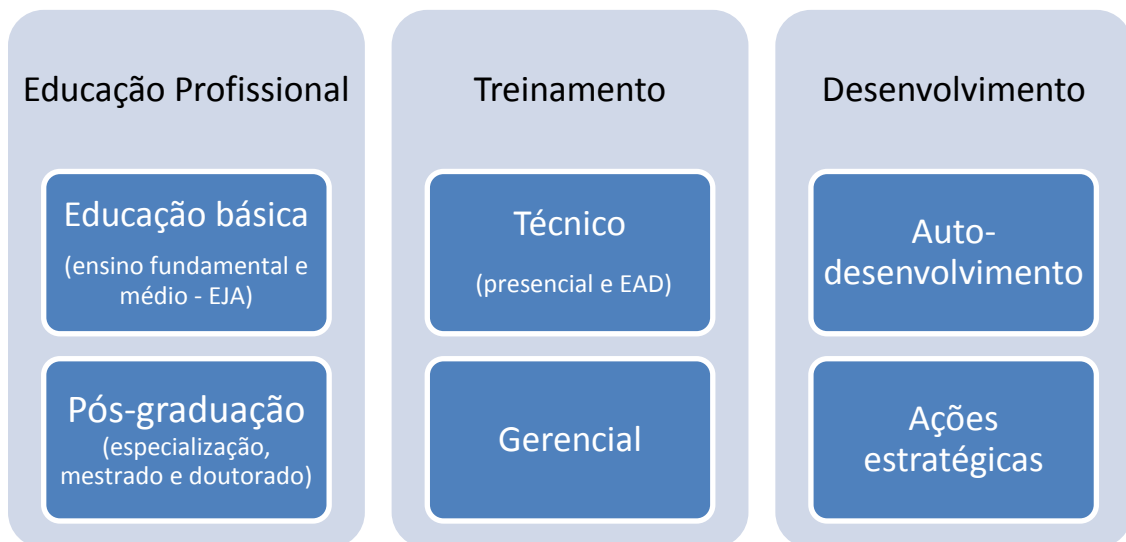 Educação Profissional
Educação básica
(ensino fundamental e
médio - EJA)
Pós-graduação
(especialização,
mestrado e doutorado)
Treinamento
Técnico
(presencial e EAD)
Gerencial
Desenvolvimento
Auto-
desenvolvimento
Ações
estratégicas